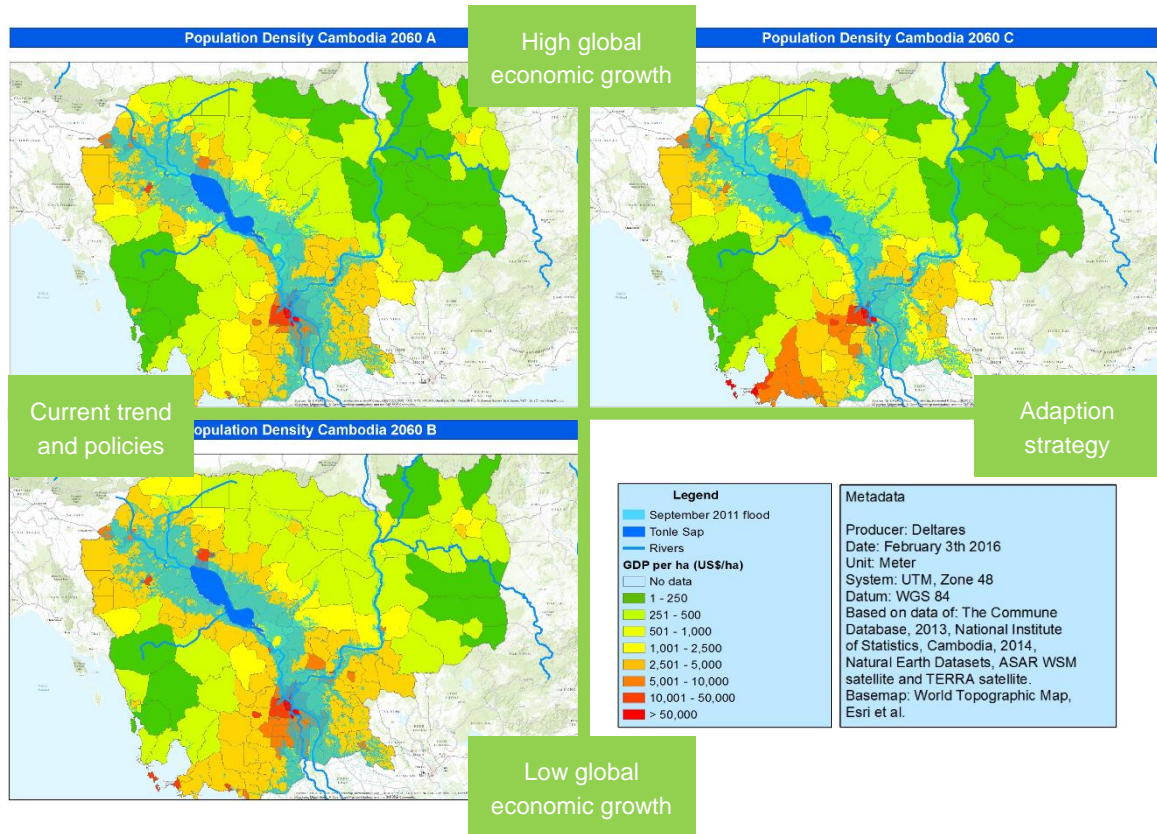 Population Density Cambodia 2060 A
High global
economic growth
Population Density Cambodia 2060 C
Current trend
and policies
Adaption
strategy
opulation Density Cambodia 2060 B
Legend
September 2011 flood
Tonle Sap
Rivers
GDP per ha (US$/ha)
No data
1 - 250
251 - 500
501 - 1,000
1,001 - 2,500
2,501 - 5,000
5,001 - 10,000
10,001 - 50,000
> 50,000
Metadata
Producer: Deltares
Date: February 3th 2016
Unit: Meter
System: UTM, Zone 48
Datum: WGS 84
Based on data of: The Commune
Database, 2013, National Institute
of Statistics, Cambodia, 2014,
Natural Earth Datasets, ASAR WSM
satellite and TERRA satellite.
Basemap: World Topographic Map,
Esri et al.
Low global
economic growth